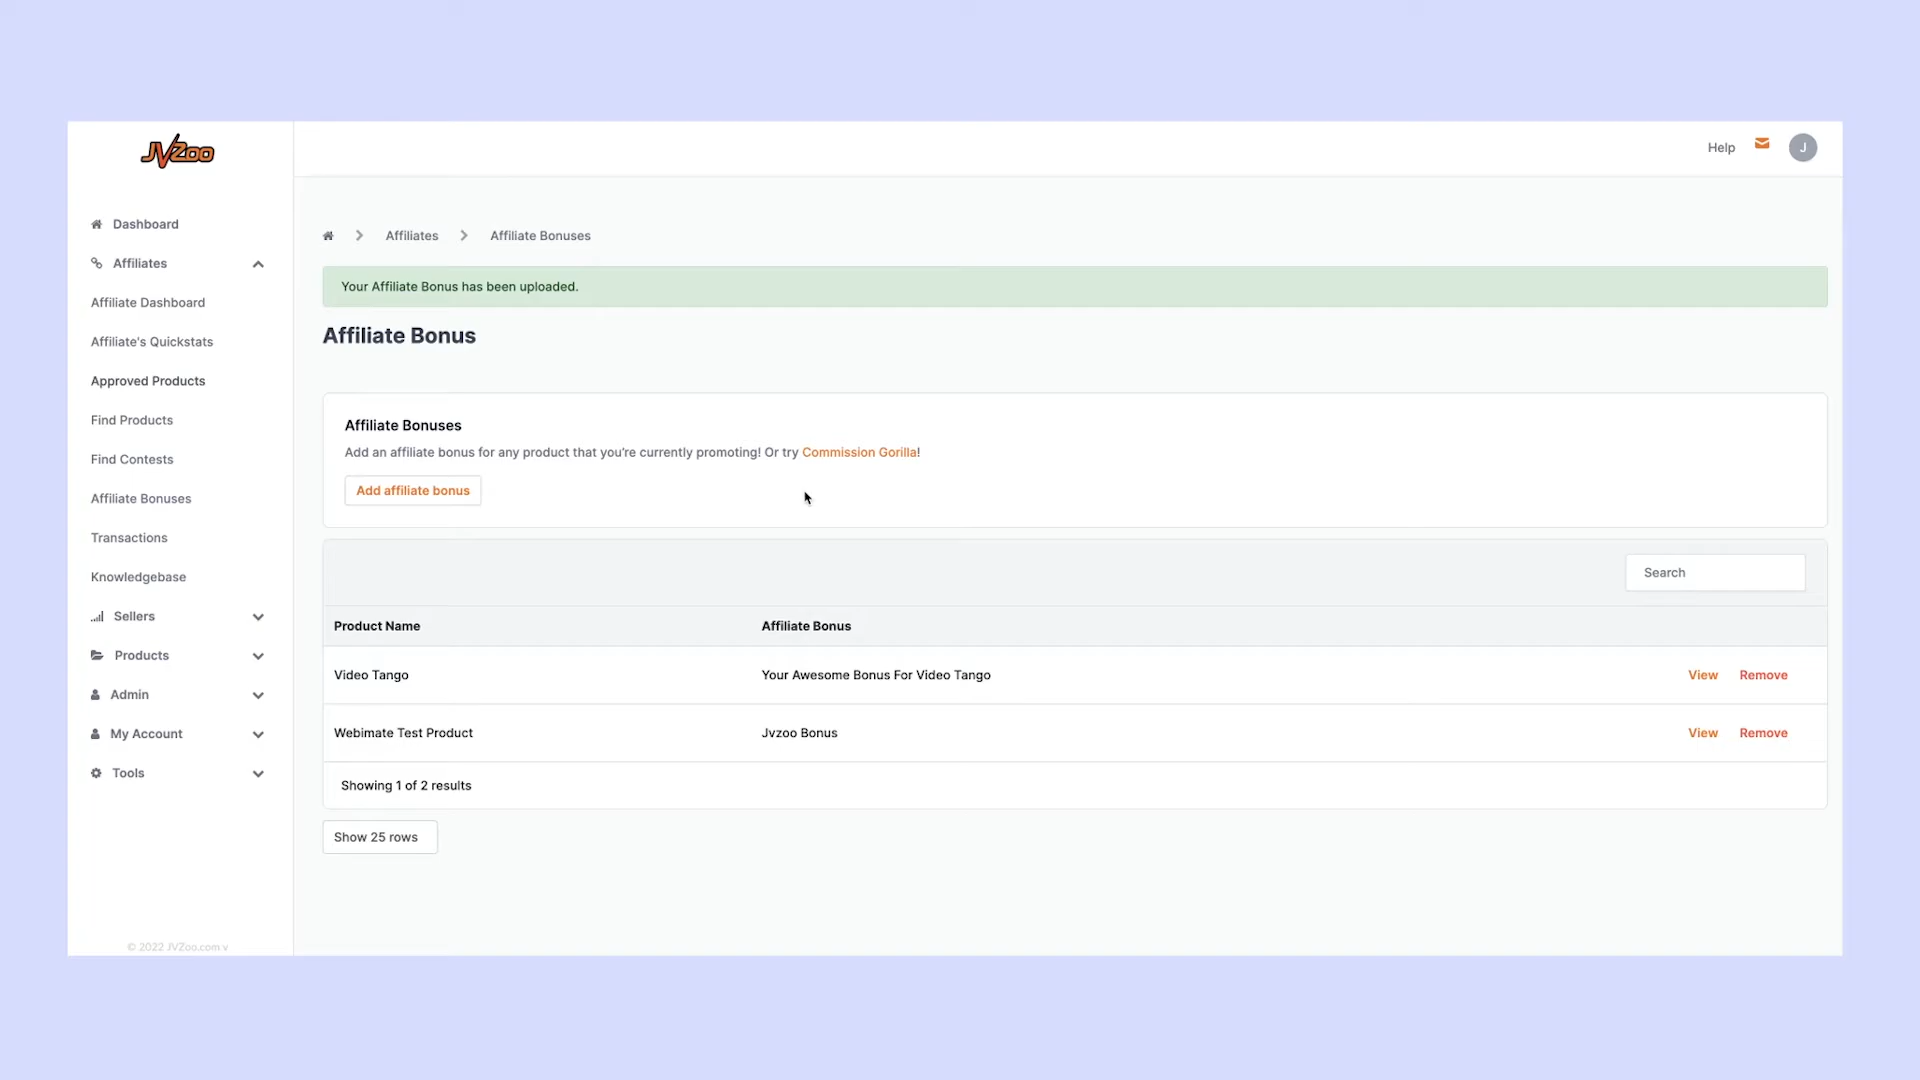 JVZoo
Help
J
Dashboard
Affiliates
Affiliate Dashboard
Affiliate's Quickstats
Approved Products
Find Products
Find Contests
Affiliate Bonuses
Transactions
Knowledgebase
Sellers
Products
Admin
My Account
Tools
© 2022 JVZoo.com v
Affiliates Affiliate Bonuses
Your Affiliate Bonus has been uploaded.
Affiliate Bonus
Affiliate Bonuses
Add an affiliate bonus for any product that you're currently promoting! Or try Commission Gorilla!
Add affiliate bonus
Search
Product Name Affiliate Bonus
Video Tango Your Awesome Bonus For Video Tango View Remove
Webimate Test Product Jvzoo Bonus View Remove
Showing 1 of 2 results
Show 25 rows